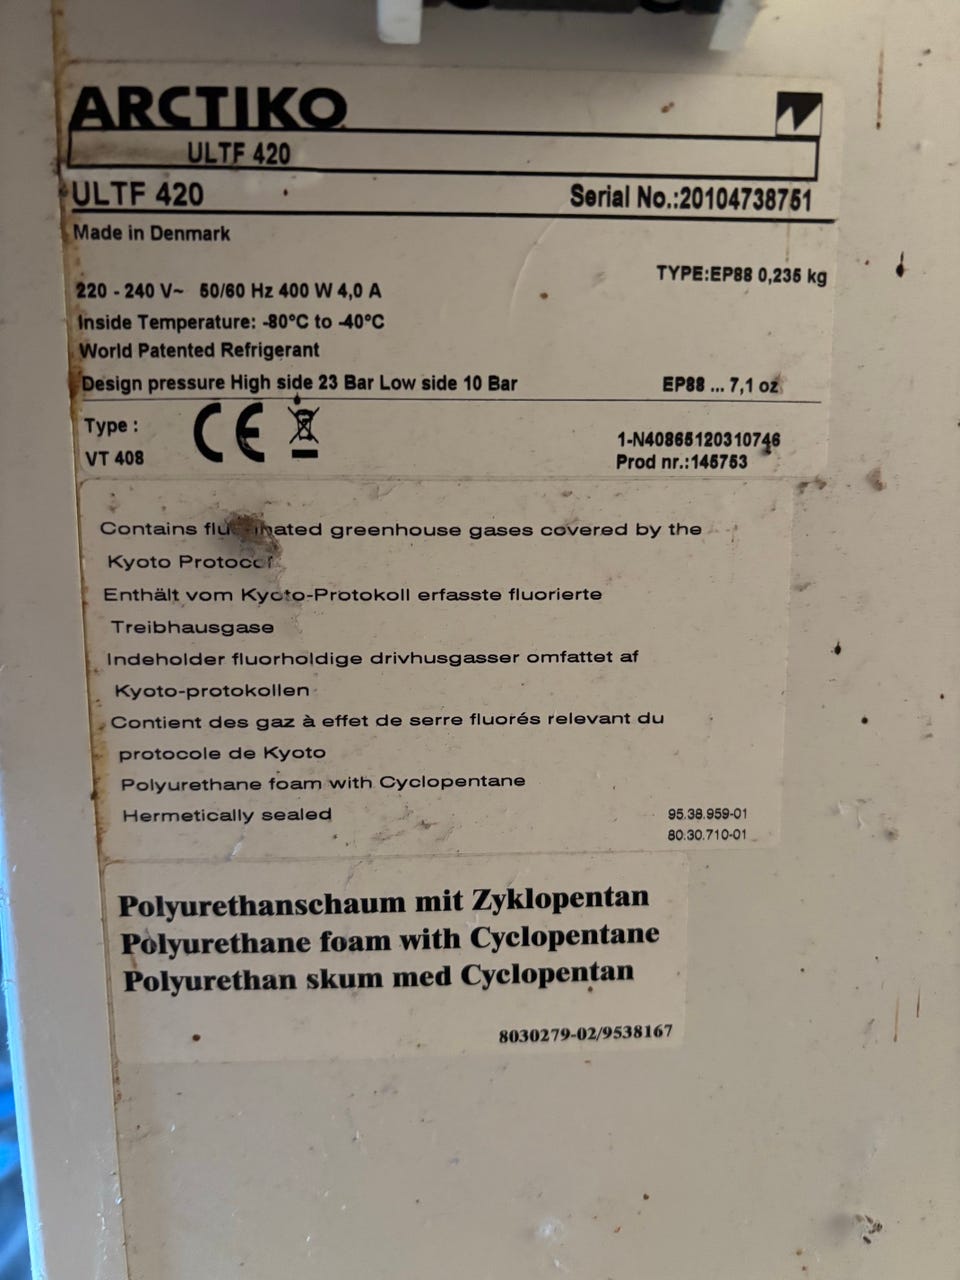 ARCTIKO
ULTF 420
ULTF 420 Serial No.:20104738751
Made in Denmark
TYPE:EP88 0,235 kg
220 - 240 V~ 50/60 Hz 400 W 4,0 A
Inside Temperature: -80°C to -40°C
World Patented Refrigerant
Design pressure High side 23 Bar Low side 10 Bar EP88 ... 7,1 oz
Type :
CE
VT 408
1-N40865120310746
Prod nr.:145753
Contains fluorinated greenhouse gases covered by the
Kyoto Protocol
Enthält vom Kyoto-Protokoll erfasste fluorierte
Treibhausgase
Indeholder fluorholdige drivhusgasser omfattet af
Kyoto-protokollen
Contient des gaz à effet de serre fluorés relevant du
protocole de Kyoto
Polyurethane foam with Cyclopentane
Hermetically sealed
95.38.959-01
80.30.710-01
Polyurethanschaum mit Zyklopentan
Polyurethane foam with Cyclopentane
Polyurethan skum med Cyclopentan
8030279-02/9538167